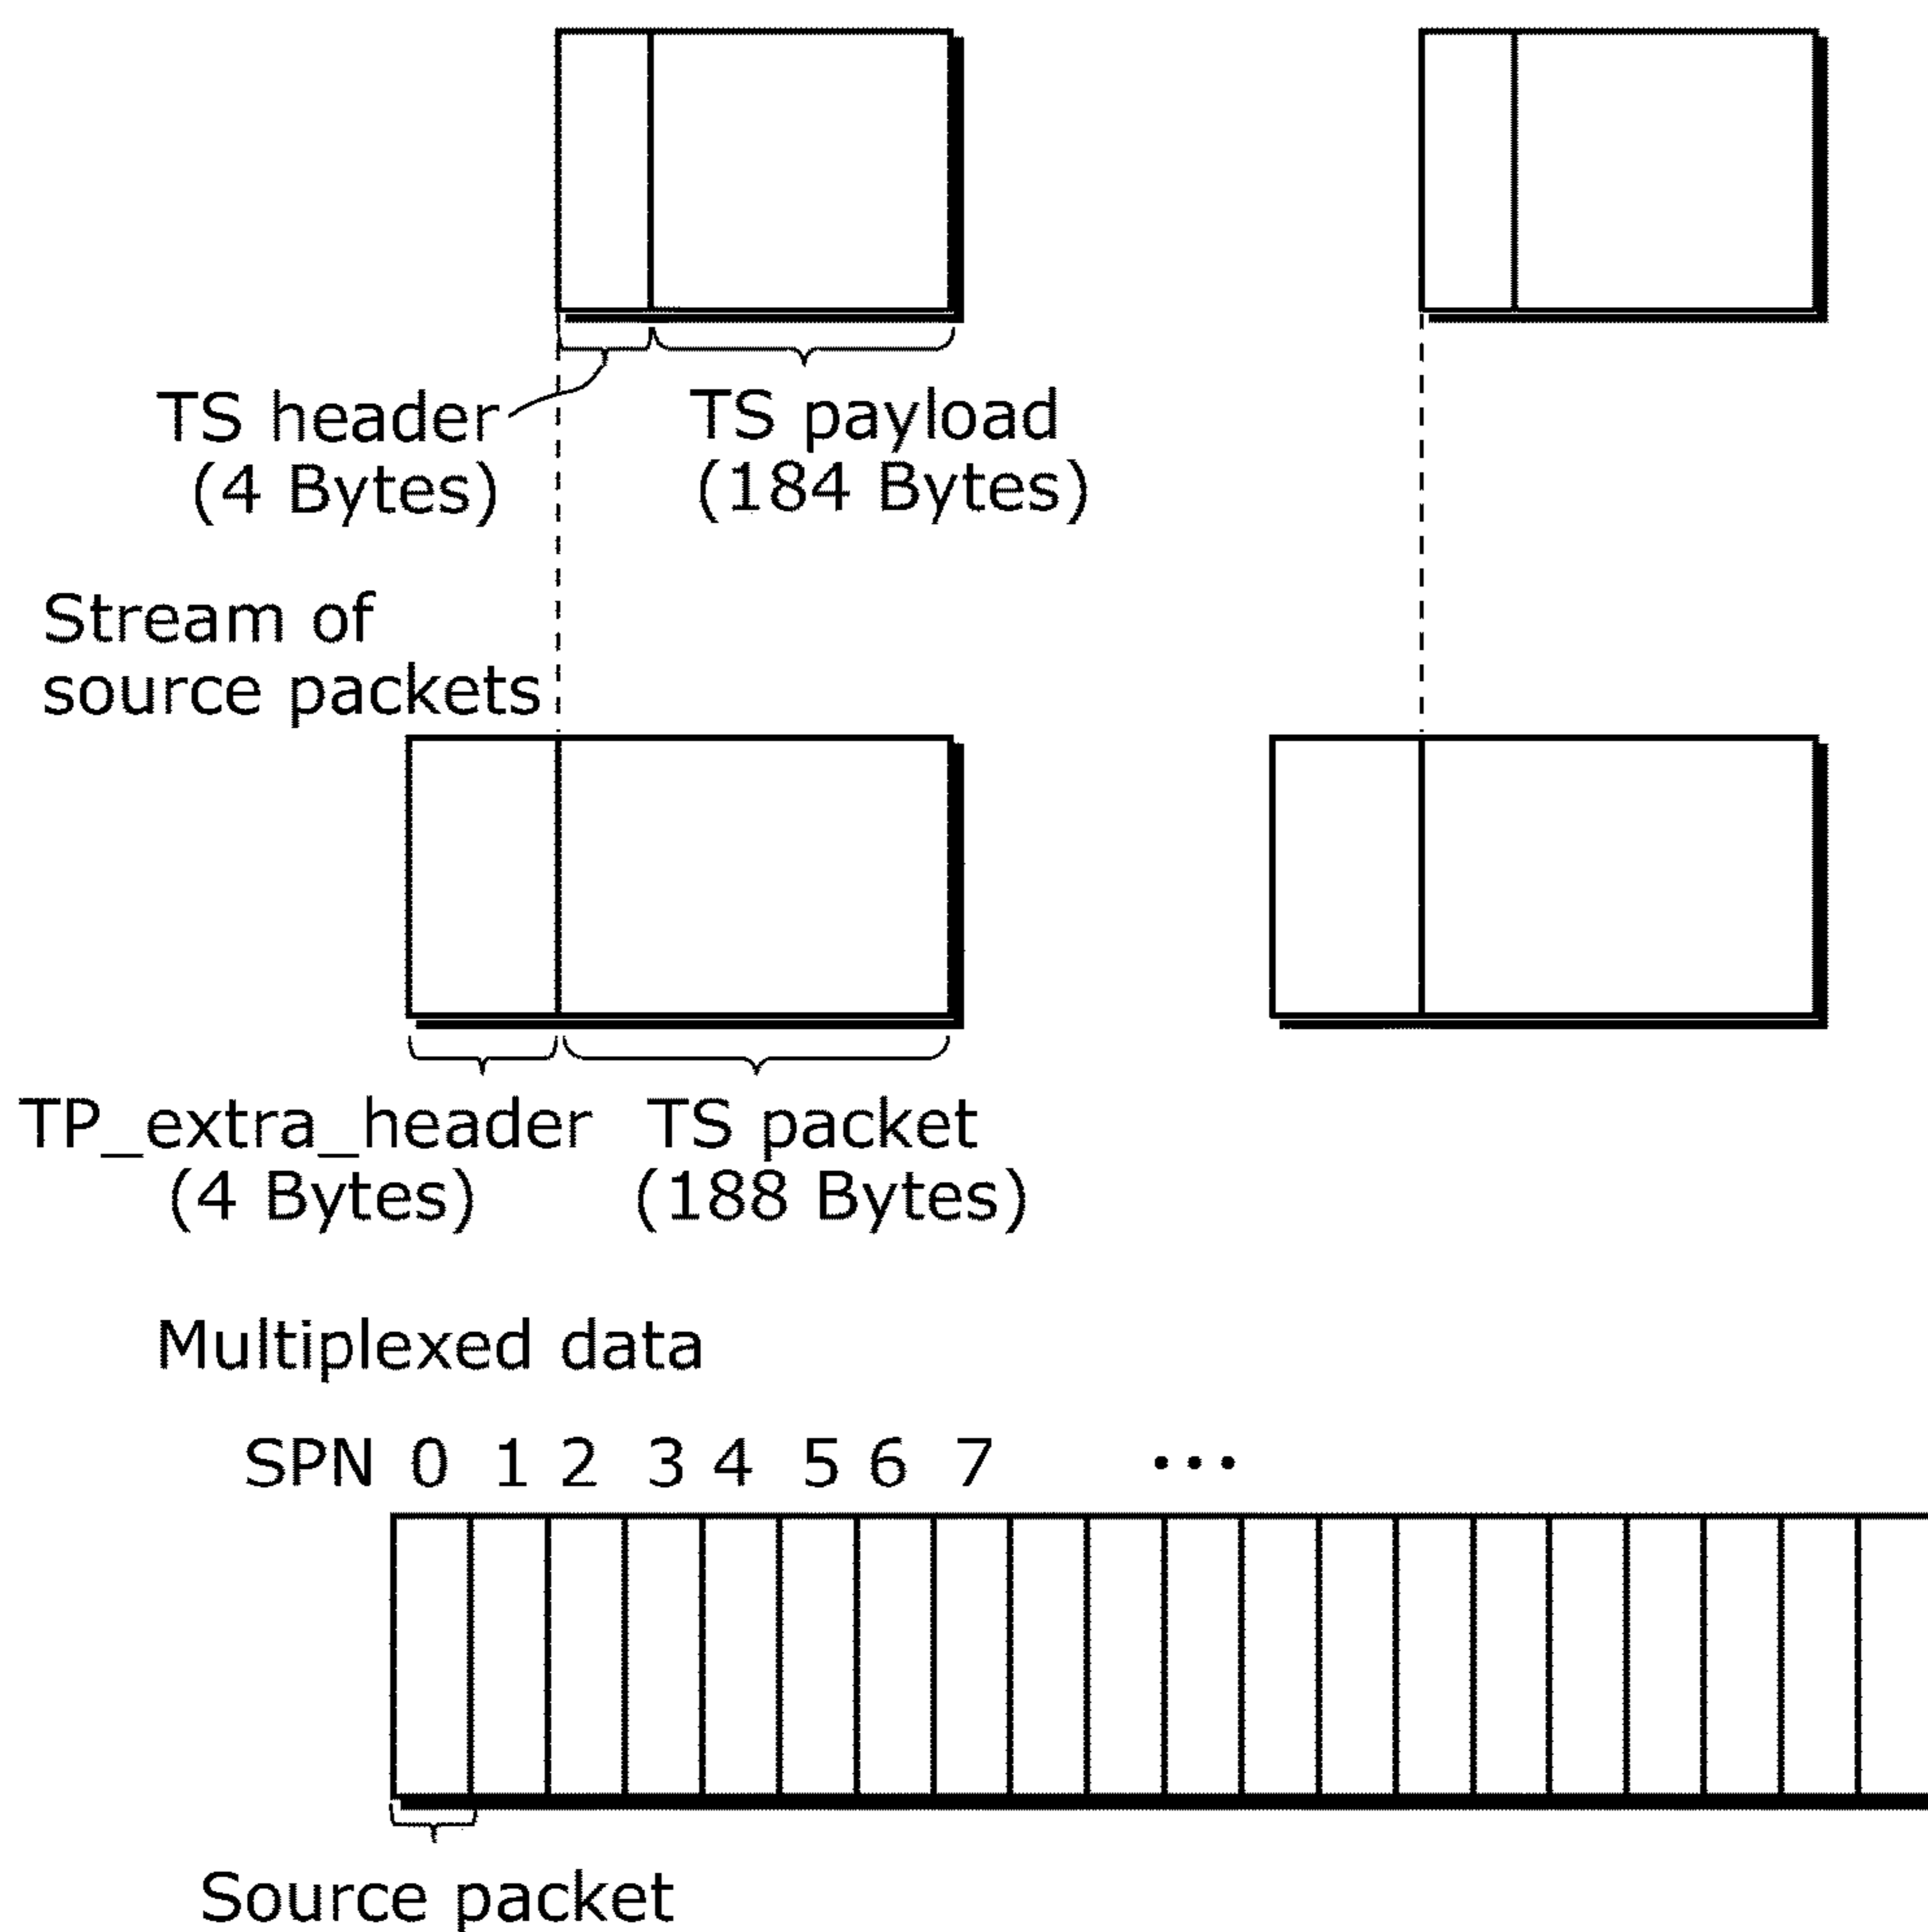 TS header TS payload
(4 Bytes) (184 Bytes)
Stream of
source packets
TP_extra_header TS packet
(4 Bytes) (188 Bytes)
Multiplexed data
SPN 0 1 2 3 4 5 6 7 ...
Source packet